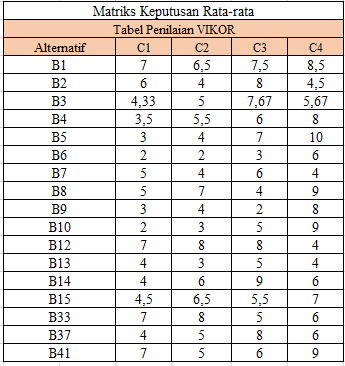 Matriks Keputusan Rata-rata
Tabel Penilaian VIKOR
Alternatif C1 C2 C3 C4
B1 7 6,5 7,5 8,5
B2 6 4 8 4,5
B3 4,33 5 7,67 5,67
B4 3,5 5,5 6 8
B5 3 4 7 10
B6 2 2 3 6
B7 5 4 6 4
B8 5 7 4 9
B9 3 4 2 8
B10 2 3 5 9
B12 7 8 8 4
B13 4 3 5 4
B14 4 6 9 6
B15 4,5 6,5 5,5 7
B33 7 8 5 6
B37 4 5 8 6
B41 7 5 6 9